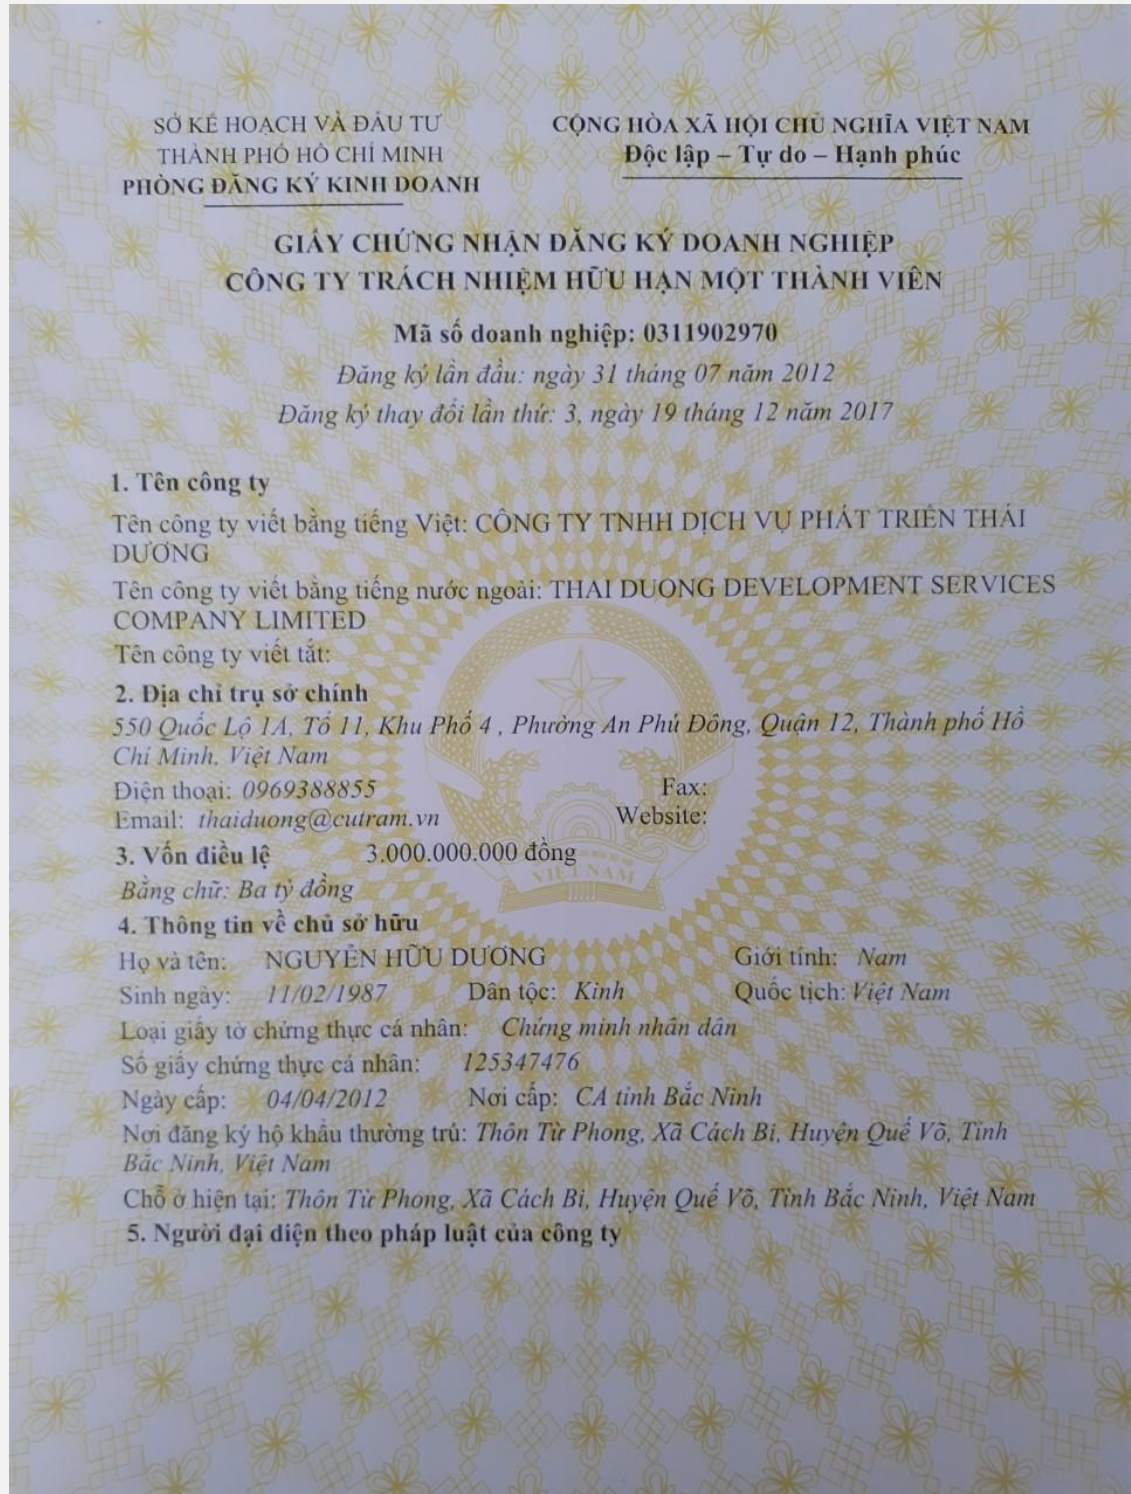 SỞ KẾ HOẠCH VÀ ĐẦU TƯ
THÀNH PHỐ HỒ CHÍ MINH
PHÒNG ĐĂNG KÝ KINH DOANH
CỘNG HÒA XÃ HỘI CHỦ NGHĨA VIỆT NAM
Độc lập – Tự do – Hạnh phúc
GIẤY CHỨNG NHẬN ĐĂNG KÝ DOANH NGHIỆP
CÔNG TY TRÁCH NHIỆM HỮU HẠN MỘT THÀNH VIÊN
Mã số doanh nghiệp: 0311902970
Đăng ký lần đầu: ngày 31 tháng 07 năm 2012
Đăng ký thay đổi lần thứ: 3, ngày 19 tháng 12 năm 2017
1. Tên công ty
Tên công ty viết bằng tiếng Việt: CÔNG TY TNHH DỊCH VỤ PHÁT TRIỂN THÁI
DƯƠNG
Tên công ty viết bằng tiếng nước ngoài: THAI DUONG DEVELOPMENT SERVICES
COMPANY LIMITED
Tên công ty viết tắt:
2. Địa chỉ trụ sở chính
550 Quốc Lộ 1A, Tổ 11, Khu Phố 4 , Phường An Phú Đông, Quận 12, Thành phố Hồ
Chí Minh, Việt Nam
Điện thoại: 0969388855 Fax:
Email: thaiduong@cutram.vn Website:
3. Vốn điều lệ 3.000.000.000 đồng
Bằng chữ: Ba tỷ đồng
VIỆT NAM
4. Thông tin về chủ sở hữu
Họ và tên: NGUYỄN HỮU DƯƠNG Giới tính: Nam
Sinh ngày: 11/02/1987 Dân tộc: Kinh Quốc tịch: Việt Nam
Loại giấy tờ chứng thực cá nhân: Chứng minh nhân dân
Số giấy chứng thực cá nhân: 125347476
Ngày cấp: 04/04/2012 Nơi cấp: CA tỉnh Bắc Ninh
Nơi đăng ký hộ khẩu thường trú: Thôn Từ Phong, Xã Cách Bi, Huyện Quế Võ, Tỉnh
Bắc Ninh, Việt Nam
Chỗ ở hiện tại: Thôn Từ Phong, Xã Cách Bi, Huyện Quế Võ, Tỉnh Bắc Ninh, Việt Nam
5. Người đại diện theo pháp luật của công ty